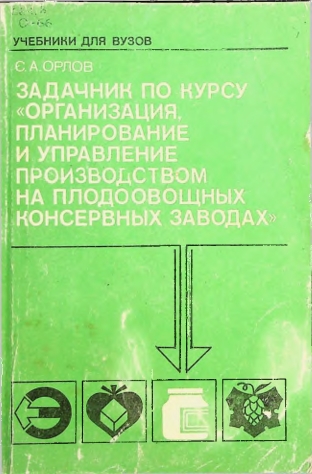 УЧЕБНИКИ ДЛЯ ВУЗОВ
С. А. ОРЛОВ
ЗАДАЧНИК ПО КУРСУ
«ОРГАНИЗАЦИЯ,
ПЛАНИРОВАНИЕ
И УПРАВЛЕНИЕ
ПРОИЗВОДСТВОМ
НА ПЛОДООВОЩНЫХ
КОНСЕРВНЫХ ЗАВОДАХ»